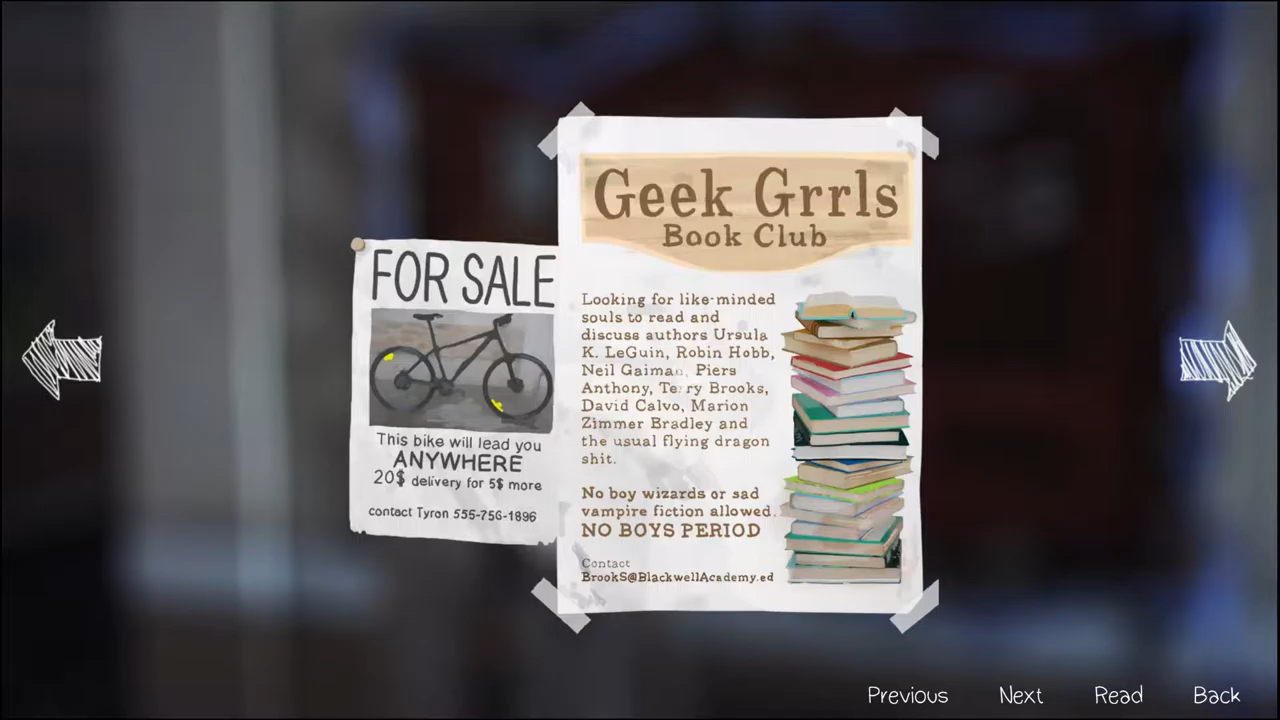 FOR SALE
This bike will lead you
ANYWHERE
20$ delivery for 5$ more
contact Tyron 555-756-1896
Geek Grrls
Book Club
Looking for like-minded
souls to read and
discuss authors Ursula
K. LeGuin, Robin Hobb,
Neil Gaiman, Piers
Anthony, Terry Brooks,
David Calvo, Marion
Zimmer Bradley and
the usual flying dragon
shit.
No boy wizards or sad
vampire fiction allowed.
NO BOYS PERIOD
Contact
BrookS@BlackwellAcademy.ed
Previous Next Read Back